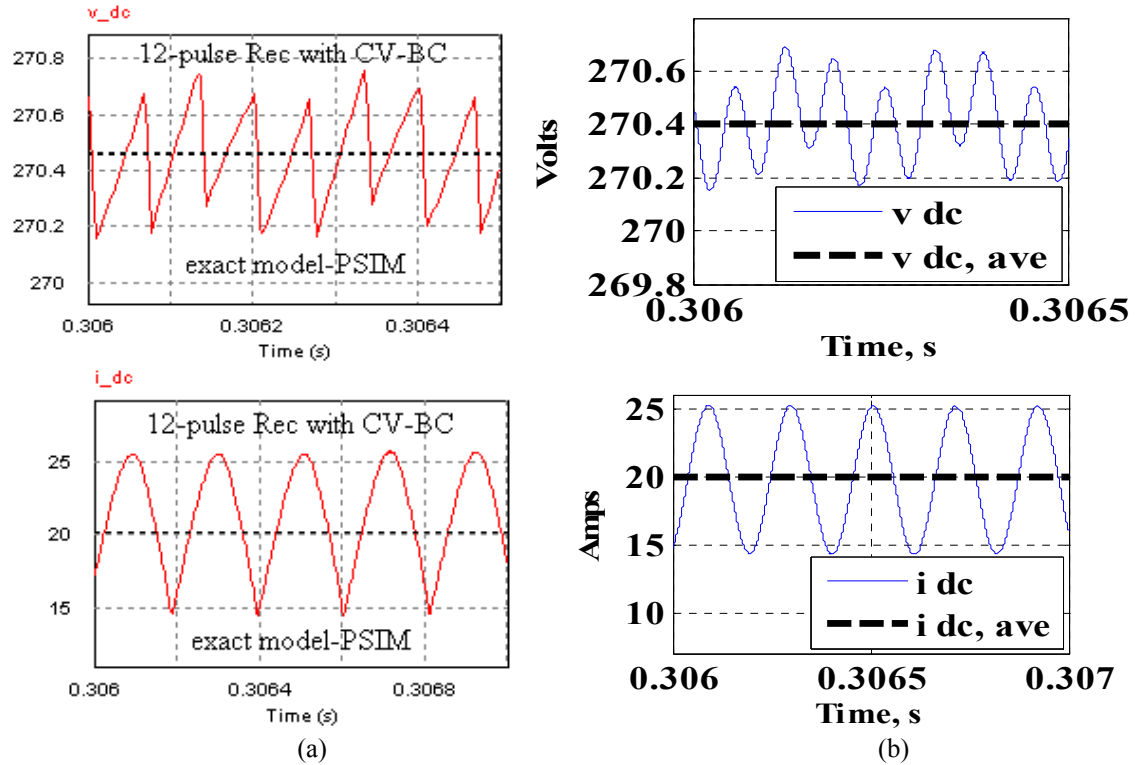 v_dc
12-pulse Rec with CV-BC
270.8
270.6
270.4
270.2
270
exact model-PSIM
0.306
0.3062
0.3064
Time (s)
Volts
270.6
270.4
270.2
270
269.8
v dc
v dc, ave
0.306
0.3065
Time, s
i_dc
12-pulse Rec with CV-BC
25
20
15
exact model-PSIM
0.306
0.3064
0.3068
Time (s)
(a)
Amps
25
20
15
10
i dc
i dc, ave
0.306
0.3065
0.307
Time, s
(b)